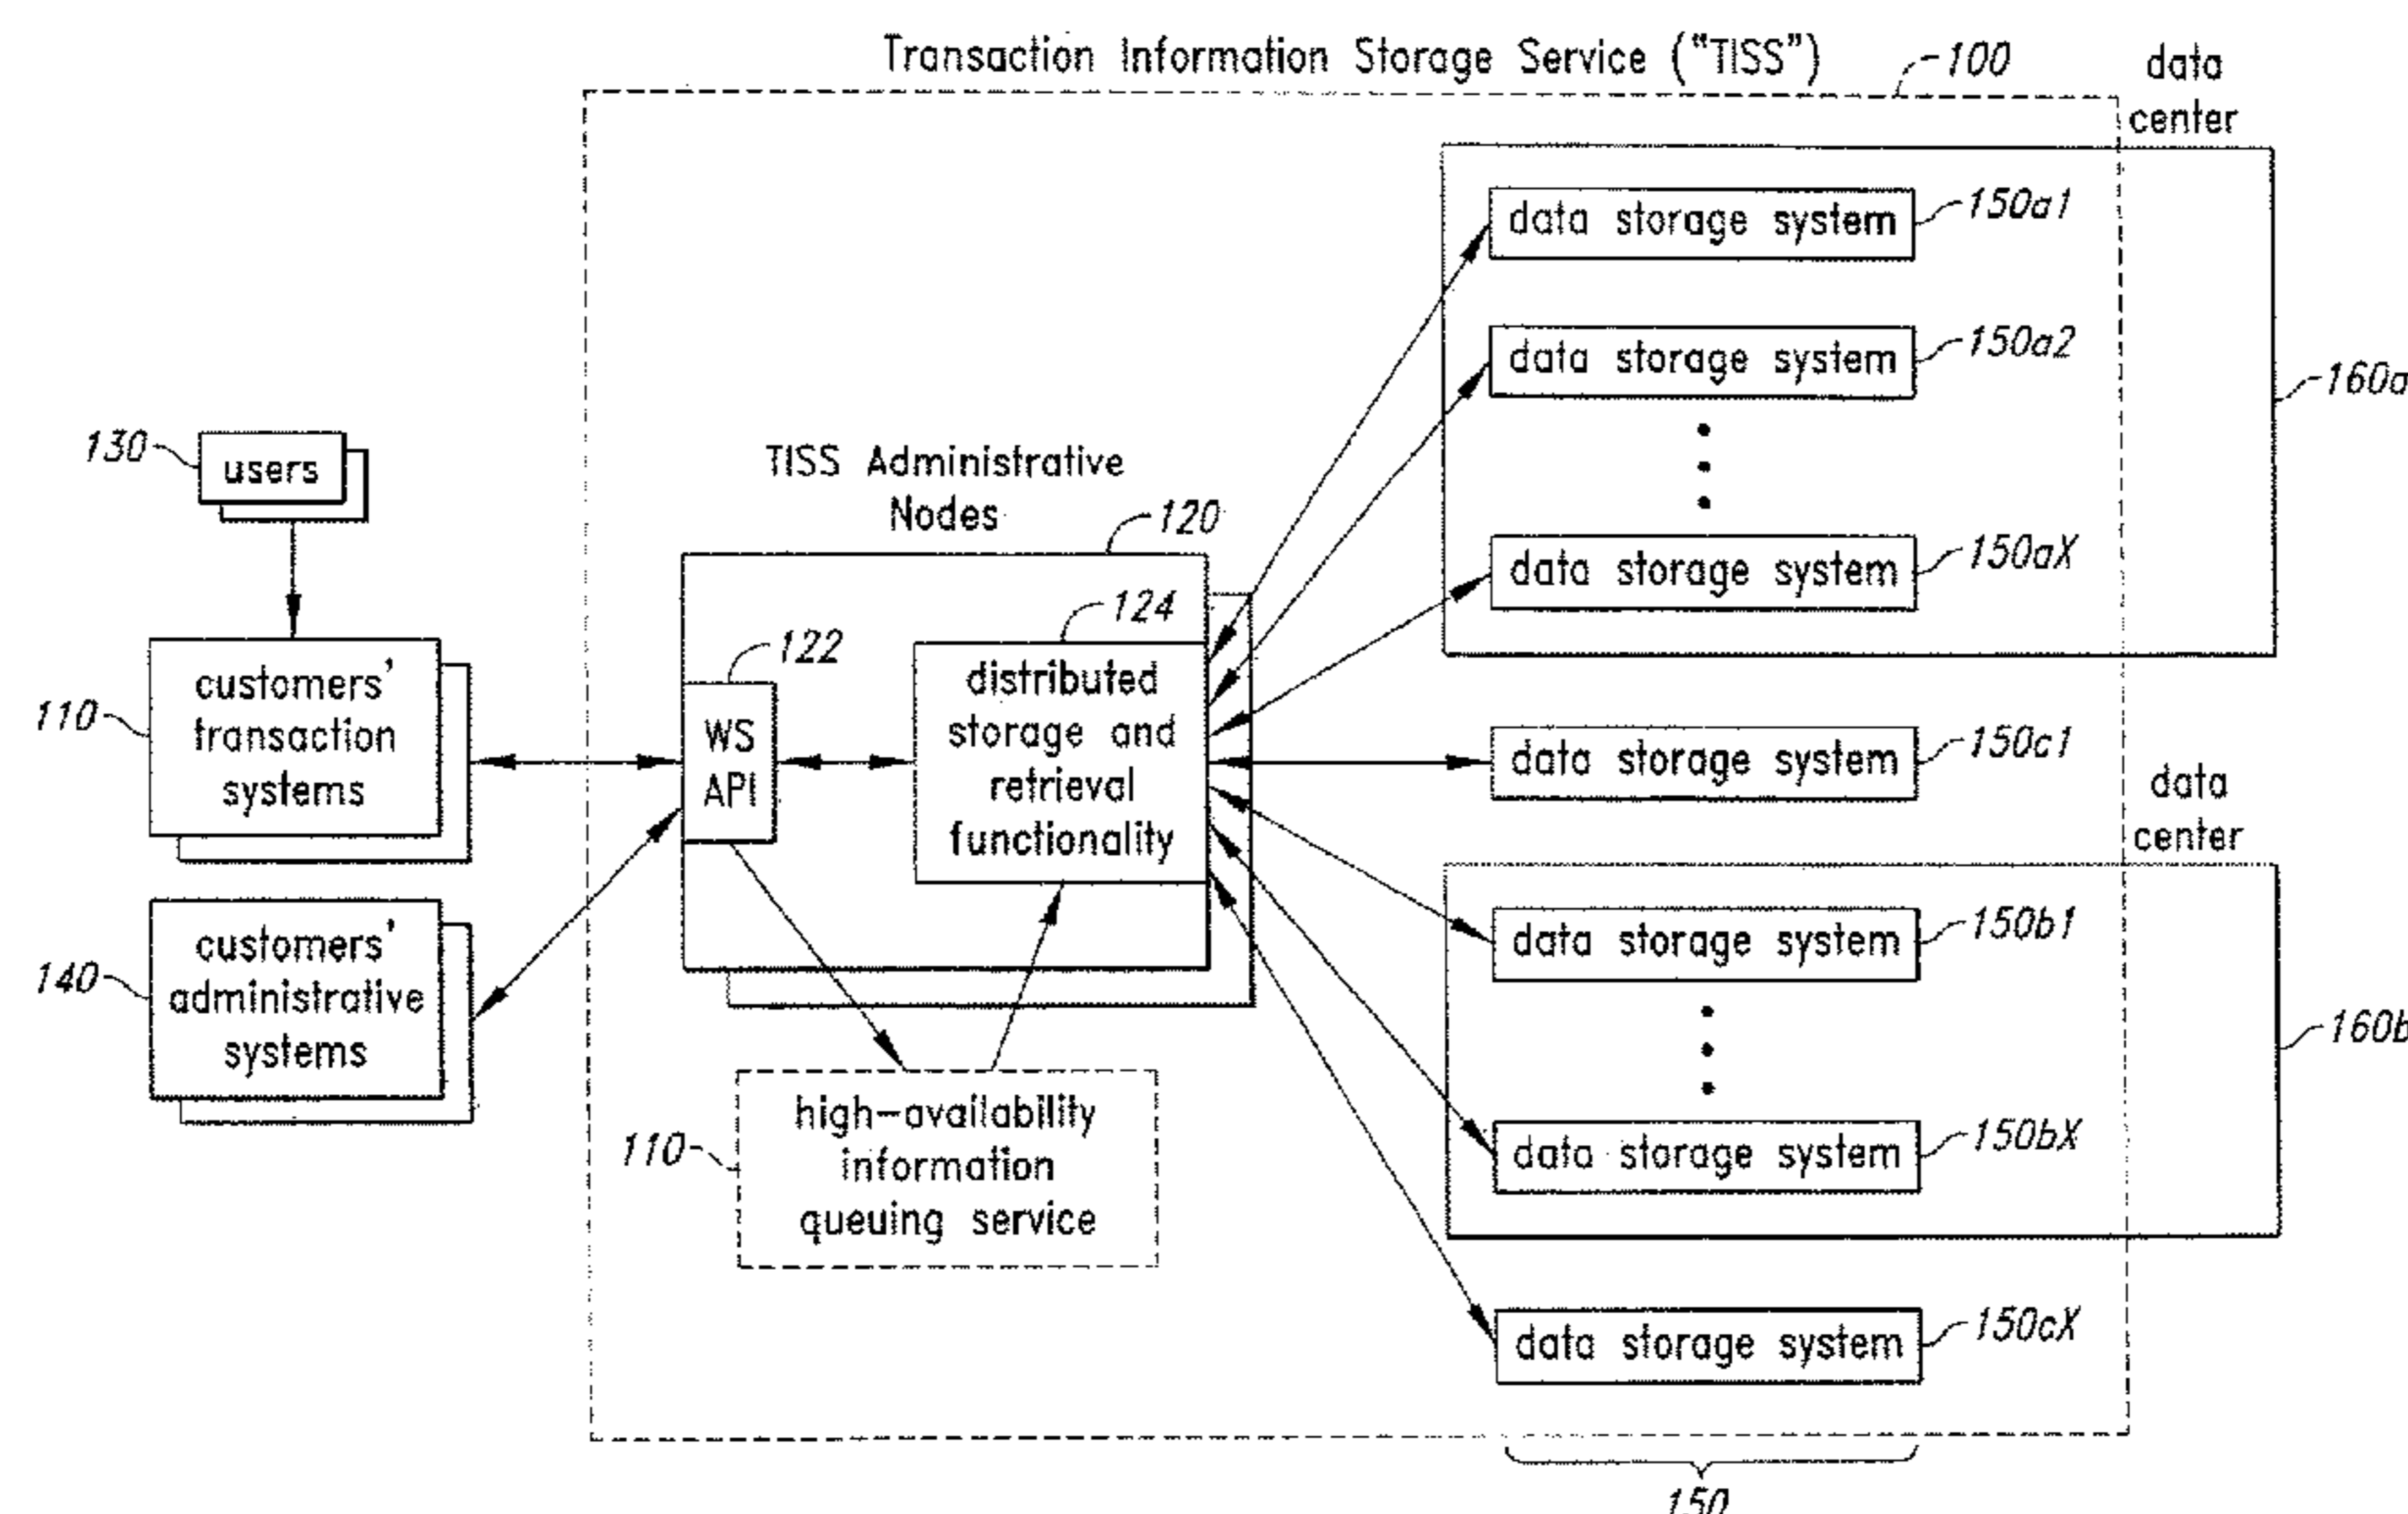 Transaction Information Storage Service ("TISS")
100
data
center
data storage system
150a1
data storage system
150a2
160a
130
users
TISS Administrative
Nodes
120
data storage system
150aX
124
122
customers'
transaction
systems
110
WS
API
distributed
storage and
retrieval
functionality
data storage system
150c1
data
center
customers'
administrative
systems
140
data storage system
150b1
160b
high-availability
information
queuing service
110
data storage system
150bX
data storage system
150cX
150